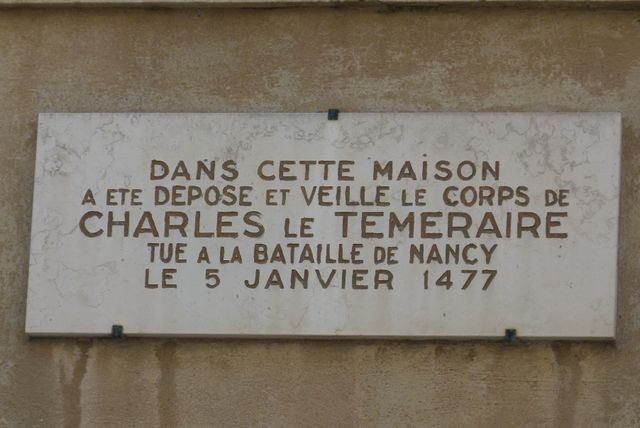 DANS CETTE MAISON
A ETE DEPOSE ET VEILLE LE CORPS DE
CHARLES LE TEMERAIRE
TUE A LA BATAILLE DE NANCY
LE 5 JANVIER 1477